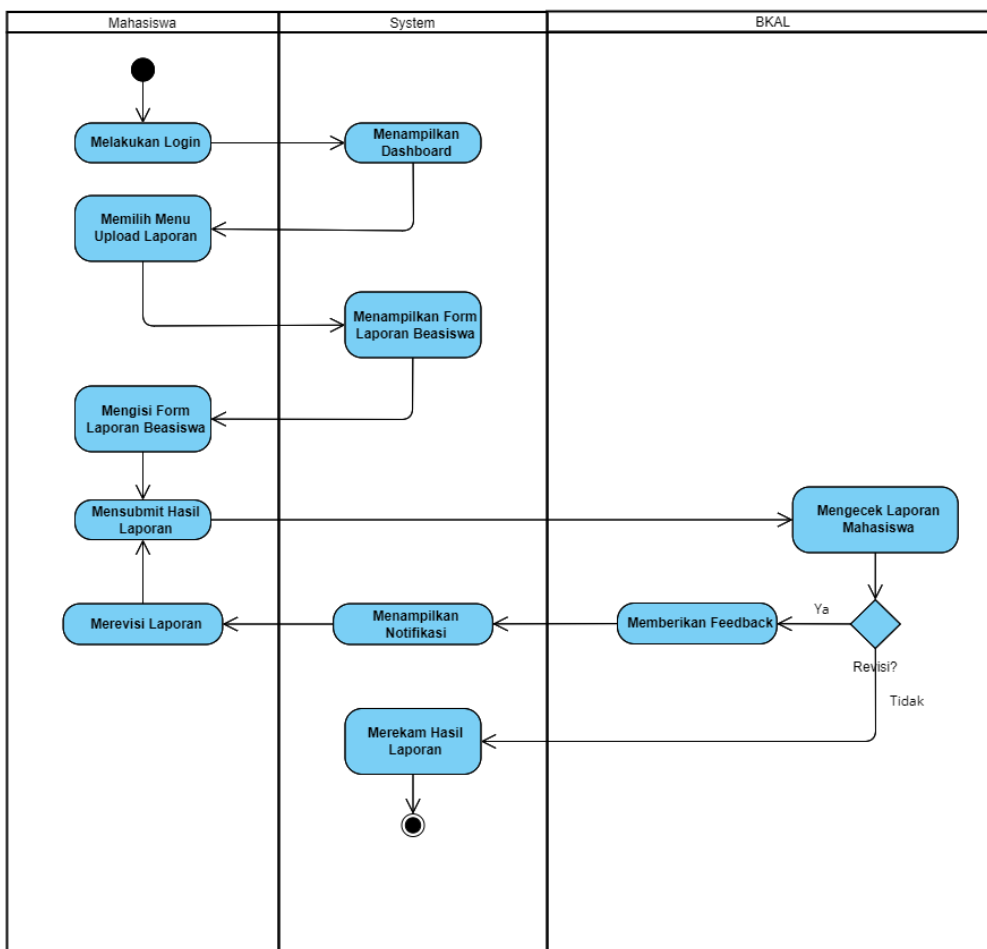 Mahasiswa
System
BKAL
Melakukan Login
Menampilkan
Dashboard
Memilih Menu
Upload Laporan
Menampilkan Form
Laporan Beasiswa
Mengisi Form
Laporan Beasiswa
Mensubmit Hasil
Laporan
Mengecek Laporan
Mahasiswa
Merevisi Laporan
Menampilkan
Notifikasi
Memberikan Feedback
Ya
Revisi?
Tidak
Merekam Hasil
Laporan